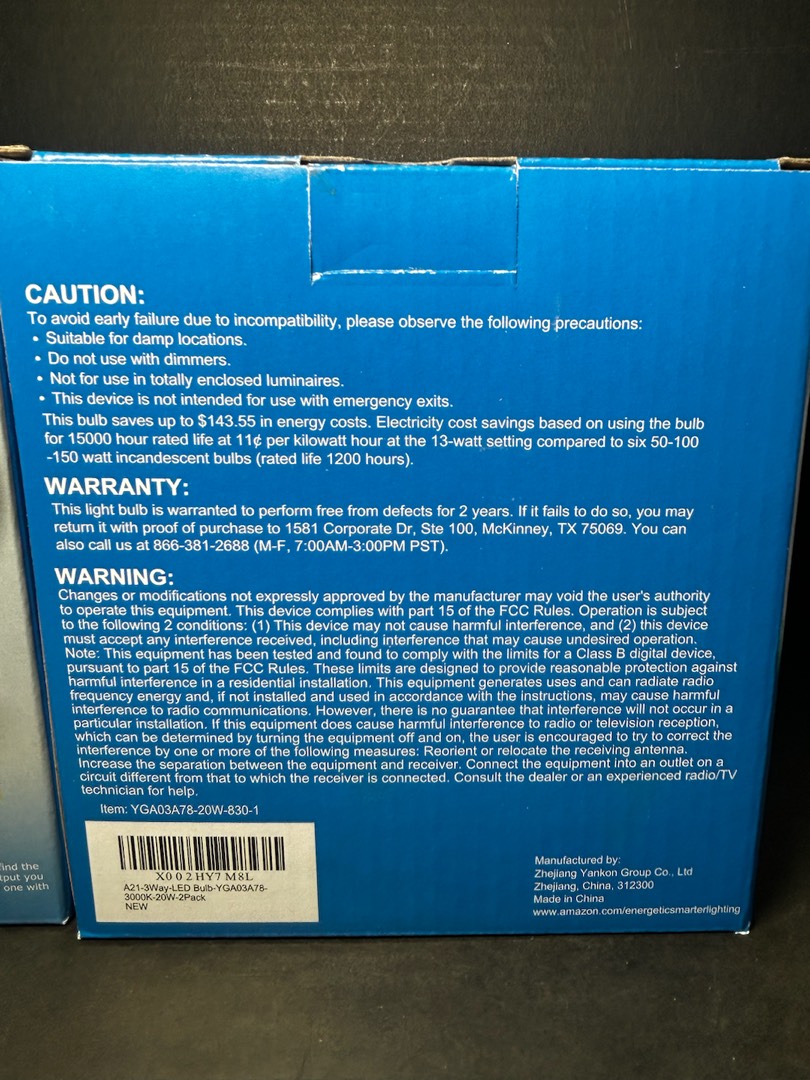 CAUTION:
To avoid early failure due to incompatibility, please observe the following precautions:
• Suitable for damp locations.
• Do not use with dimmers.
• Not for use in totally enclosed luminaires.
• This device is not intended for use with emergency exits.
This bulb saves up to $143.55 in energy costs. Electricity cost savings based on using the bulb
for 15000 hour rated life at 11¢ per kilowatt hour at the 13-watt setting compared to six 50-100
-150 watt incandescent bulbs (rated life 1200 hours).
WARRANTY:
This light bulb is warranted to perform free from defects for 2 years. If it fails to do so, you may
return it with proof of purchase to 1581 Corporate Dr, Ste 100, McKinney, TX 75069. You can
also call us at 866-381-2688 (M-F, 7:00AM-3:00PM PST).
WARNING:
Changes or modifications not expressly approved by the manufacturer may void the user's authority
to operate this equipment. This device complies with part 15 of the FCC Rules. Operation is subject
to the following 2 conditions: (1) This device may not cause harmful interference, and (2) this device
must accept any interference received, including interference that may cause undesired operation.
Note: This equipment has been tested and found to comply with the limits for a Class B digital device,
pursuant to part 15 of the FCC Rules. These limits are designed to provide reasonable protection against
harmful interference in a residential installation. This equipment generates uses and can radiate radio
frequency energy and, if not installed and used in accordance with the instructions, may cause harmful
interference to radio communications. However, there is no guarantee that interference will not occur in a
particular installation. If this equipment does cause harmful interference to radio or television reception,
which can be determined by turning the equipment off and on, the user is encouraged to try to correct the
interference by one or more of the following measures: Reorient or relocate the receiving antenna.
Increase the separation between the equipment and receiver. Connect the equipment into an outlet on a
circuit different from that to which the receiver is connected. Consult the dealer or an experienced radio/TV
technician for help.
Item: YGA03A78-20W-830-1
X002HY7M8L
A21-3Way-LED Bulb-YGA03A78-
3000K-20W-2Pack
NEW
Manufactured by:
Zhejiang Yankon Group Co., Ltd
Zhejiang, China, 312300
Made in China
www.amazon.com/energeticsmarterlighting
find the
tput you
one with